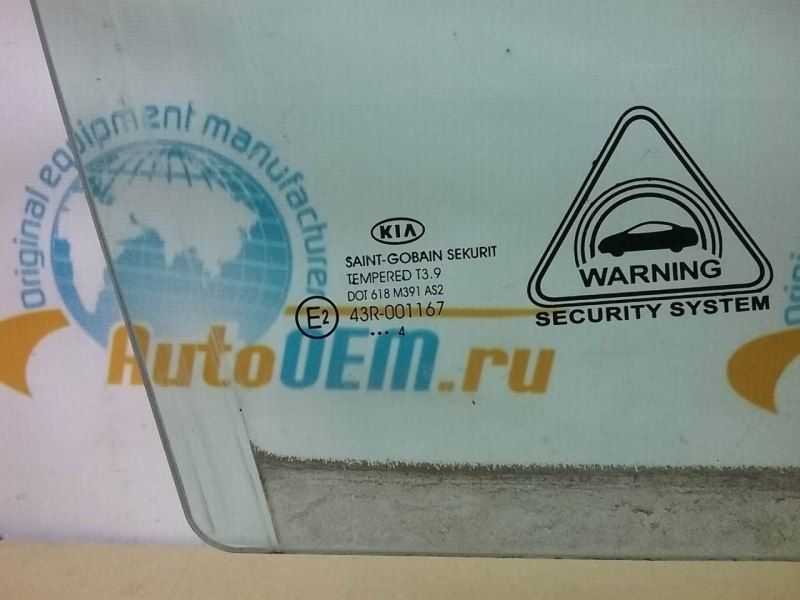 Original equipment manufacturer
AutoOEM.ru
KIA
SAINT-GOBAIN SEKURIT
TEMPERED T3.9
DOT 618 M391 AS2
E2 43R-001167
... 4
WARNING
SECURITY SYSTEM